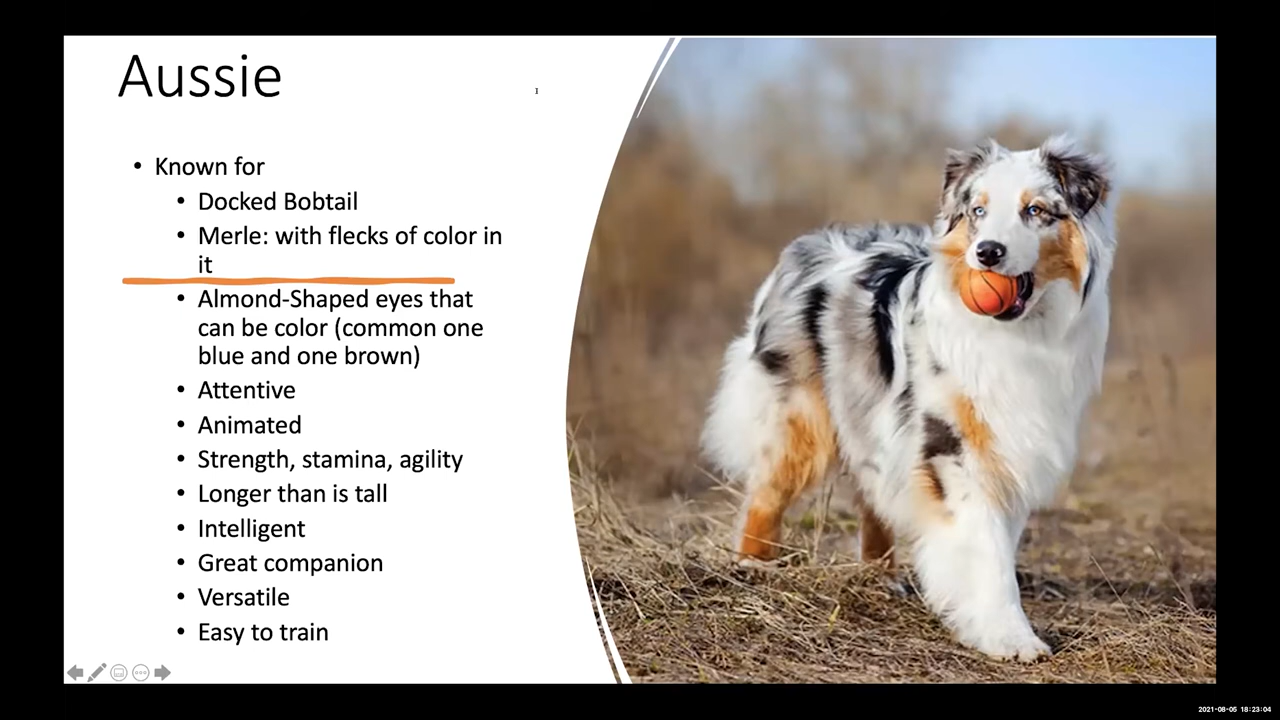 Aussie
• Known for
• Docked Bobtail
• Merle: with flecks of color in
it
• Almond-Shaped eyes that
can be color (common one
blue and one brown)
• Attentive
• Animated
• Strength, stamina, agility
• Longer than is tall
• Intelligent
• Great companion
• Versatile
• Easy to train
2021-08-05 18:23:04